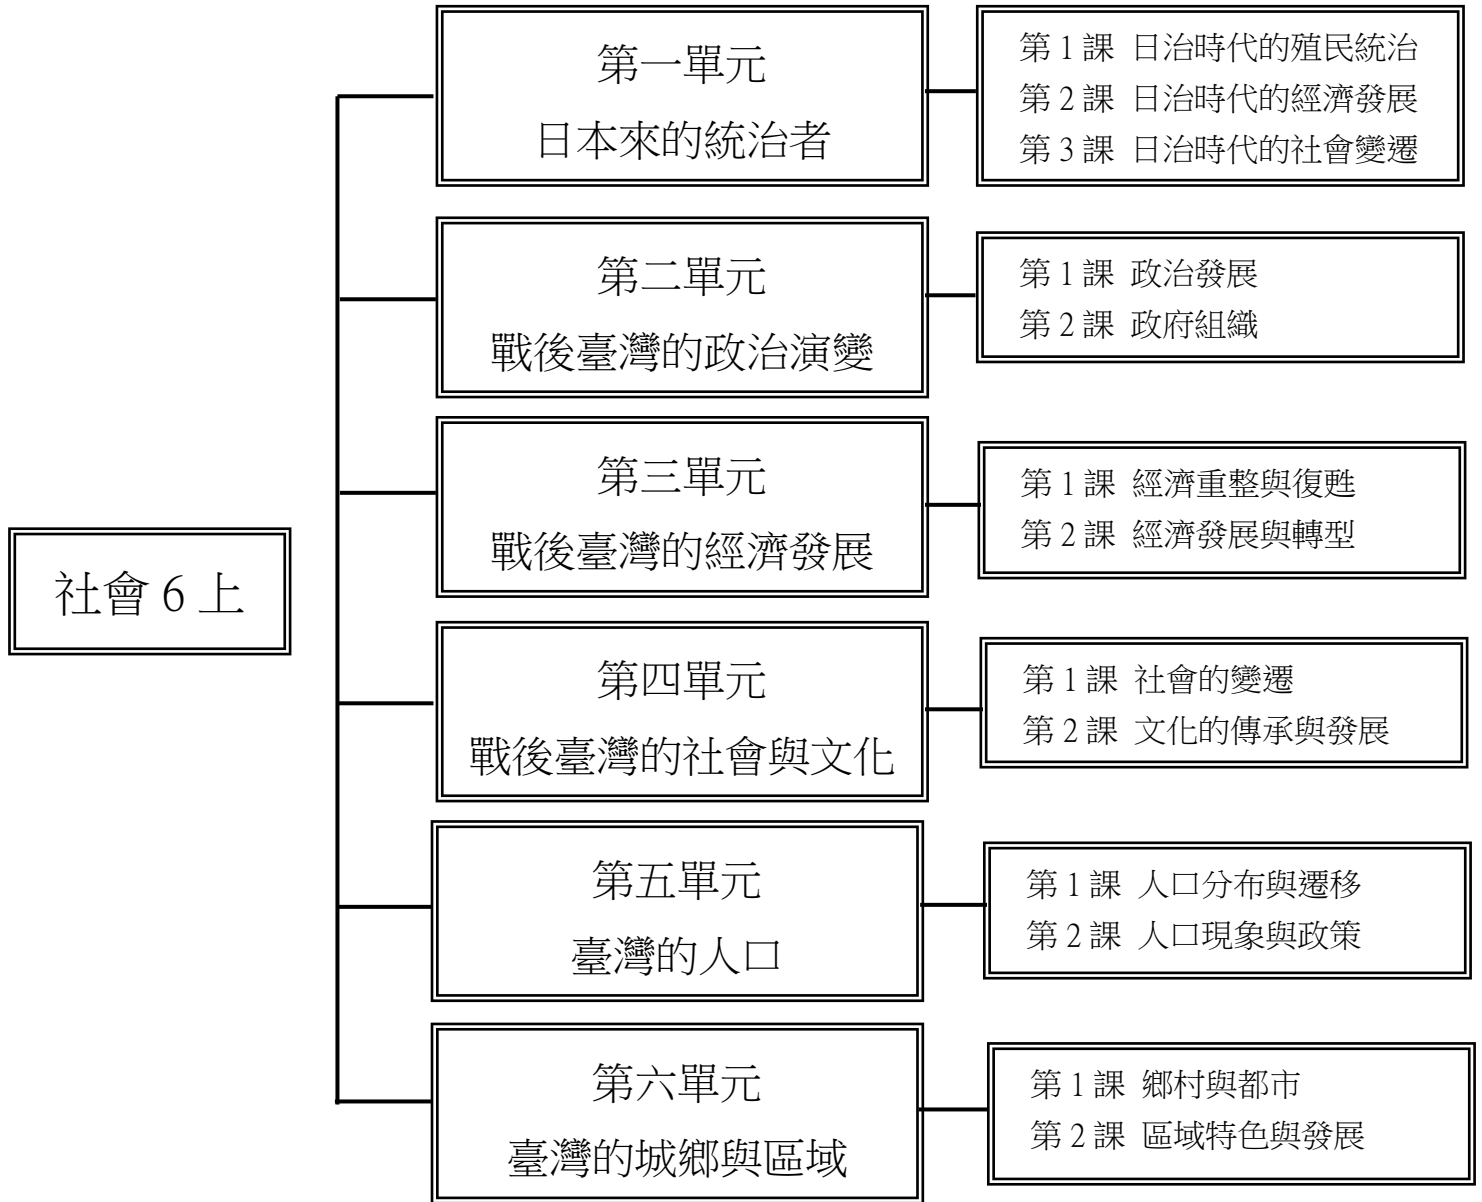 社會 6 上
第一單元
日本來的統治者
第 1 課 日治時代的殖民統治
第 2 課 日治時代的經濟發展
第 3 課 日治時代的社會變遷
第二單元
戰後臺灣的政治演變
第 1 課 政治發展
第 2 課 政府組織
第三單元
戰後臺灣的經濟發展
第 1 課 經濟重整與復甦
第 2 課 經濟發展與轉型
第四單元
戰後臺灣的社會與文化
第 1 課 社會的變遷
第 2 課 文化的傳承與發展
第五單元
臺灣的人口
第 1 課 人口分布與遷移
第 2 課 人口現象與政策
第六單元
臺灣的城鄉與區域
第 1 課 鄉村與都市
第 2 課 區域特色與發展